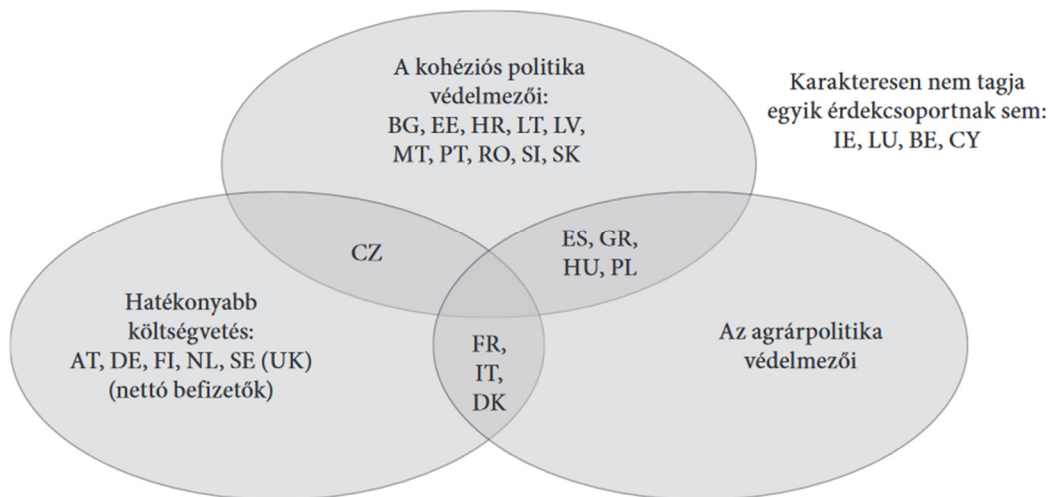 A kohéziós politika
védelmezői:
BG, EE, HR, LT, LV,
MT, PT, RO, SI, SK
Karakteresen nem tagja
egyik érdekcsoportnak sem:
IE, LU, BE, CY
CZ
ES, GR,
HU, PL
Hatékonyabb
költségvetés:
AT, DE, FI, NL, SE (UK)
(nettó befizetők)
FR,
IT,
DK
Az agrárpolitika
védelmezői